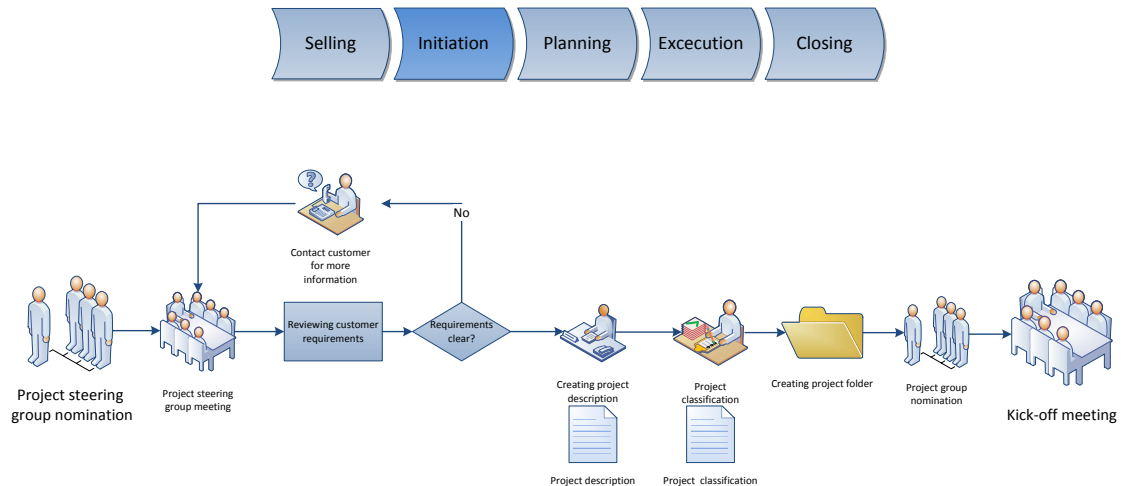 Selling
Initiation
Planning
Excecution
Closing
?
No
Contact customer
for more
information
Reviewing customer
requirements
Requirements
clear?
Project steering
group nomination
Project steering
group meeting
Creating project
description
Project
classification
Creating project folder
Project group
nomination
Kick-off meeting
Project description
Project classification